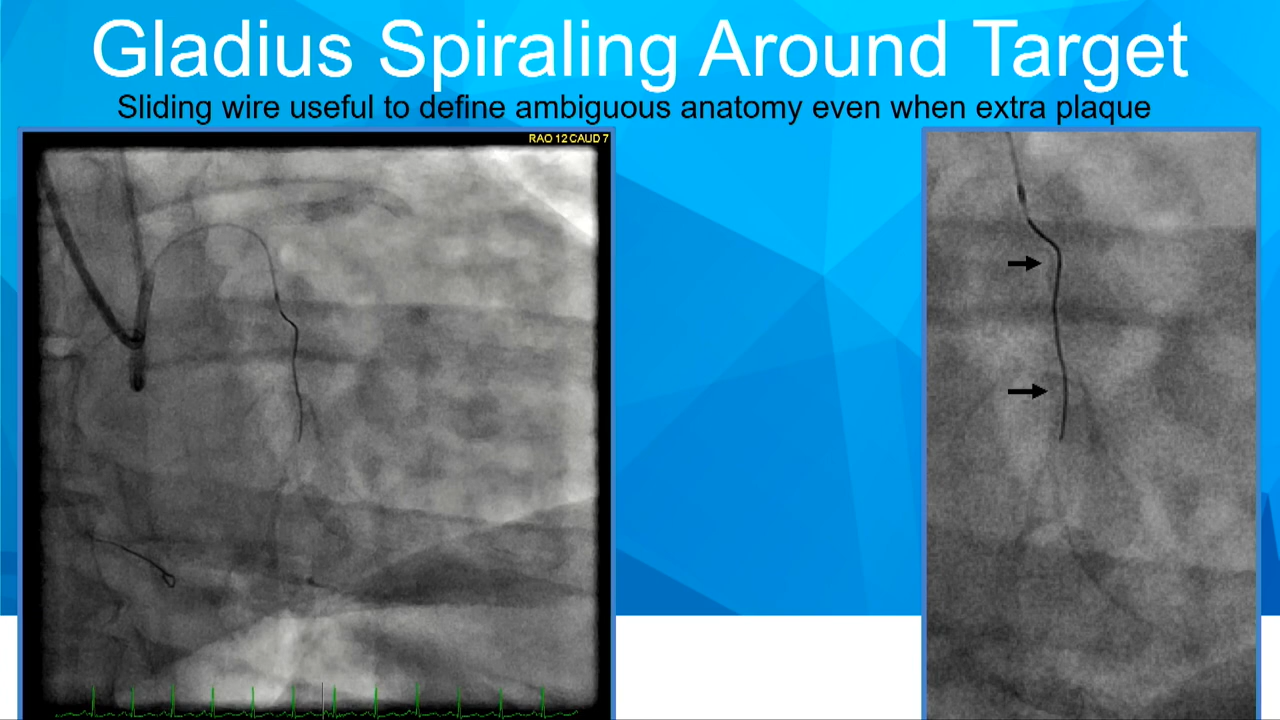 Gladius Spiraling Around Target
Sliding wire useful to define ambiguous anatomy even when extra plaque
RAO 12 CAUD 7